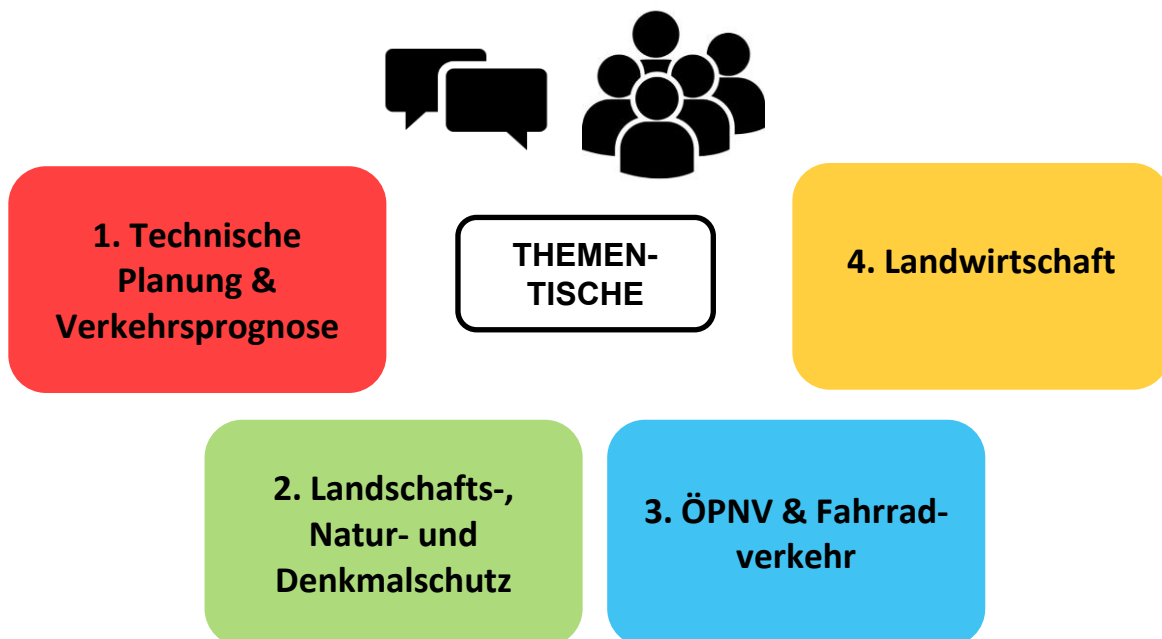 THEMEN-
TISCHE
1. Technische
Planung &
Verkehrsprognose
2. Landschafts-,
Natur- und
Denkmalschutz
3. ÖPNV & Fahrrad-
verkehr
4. Landwirtschaft